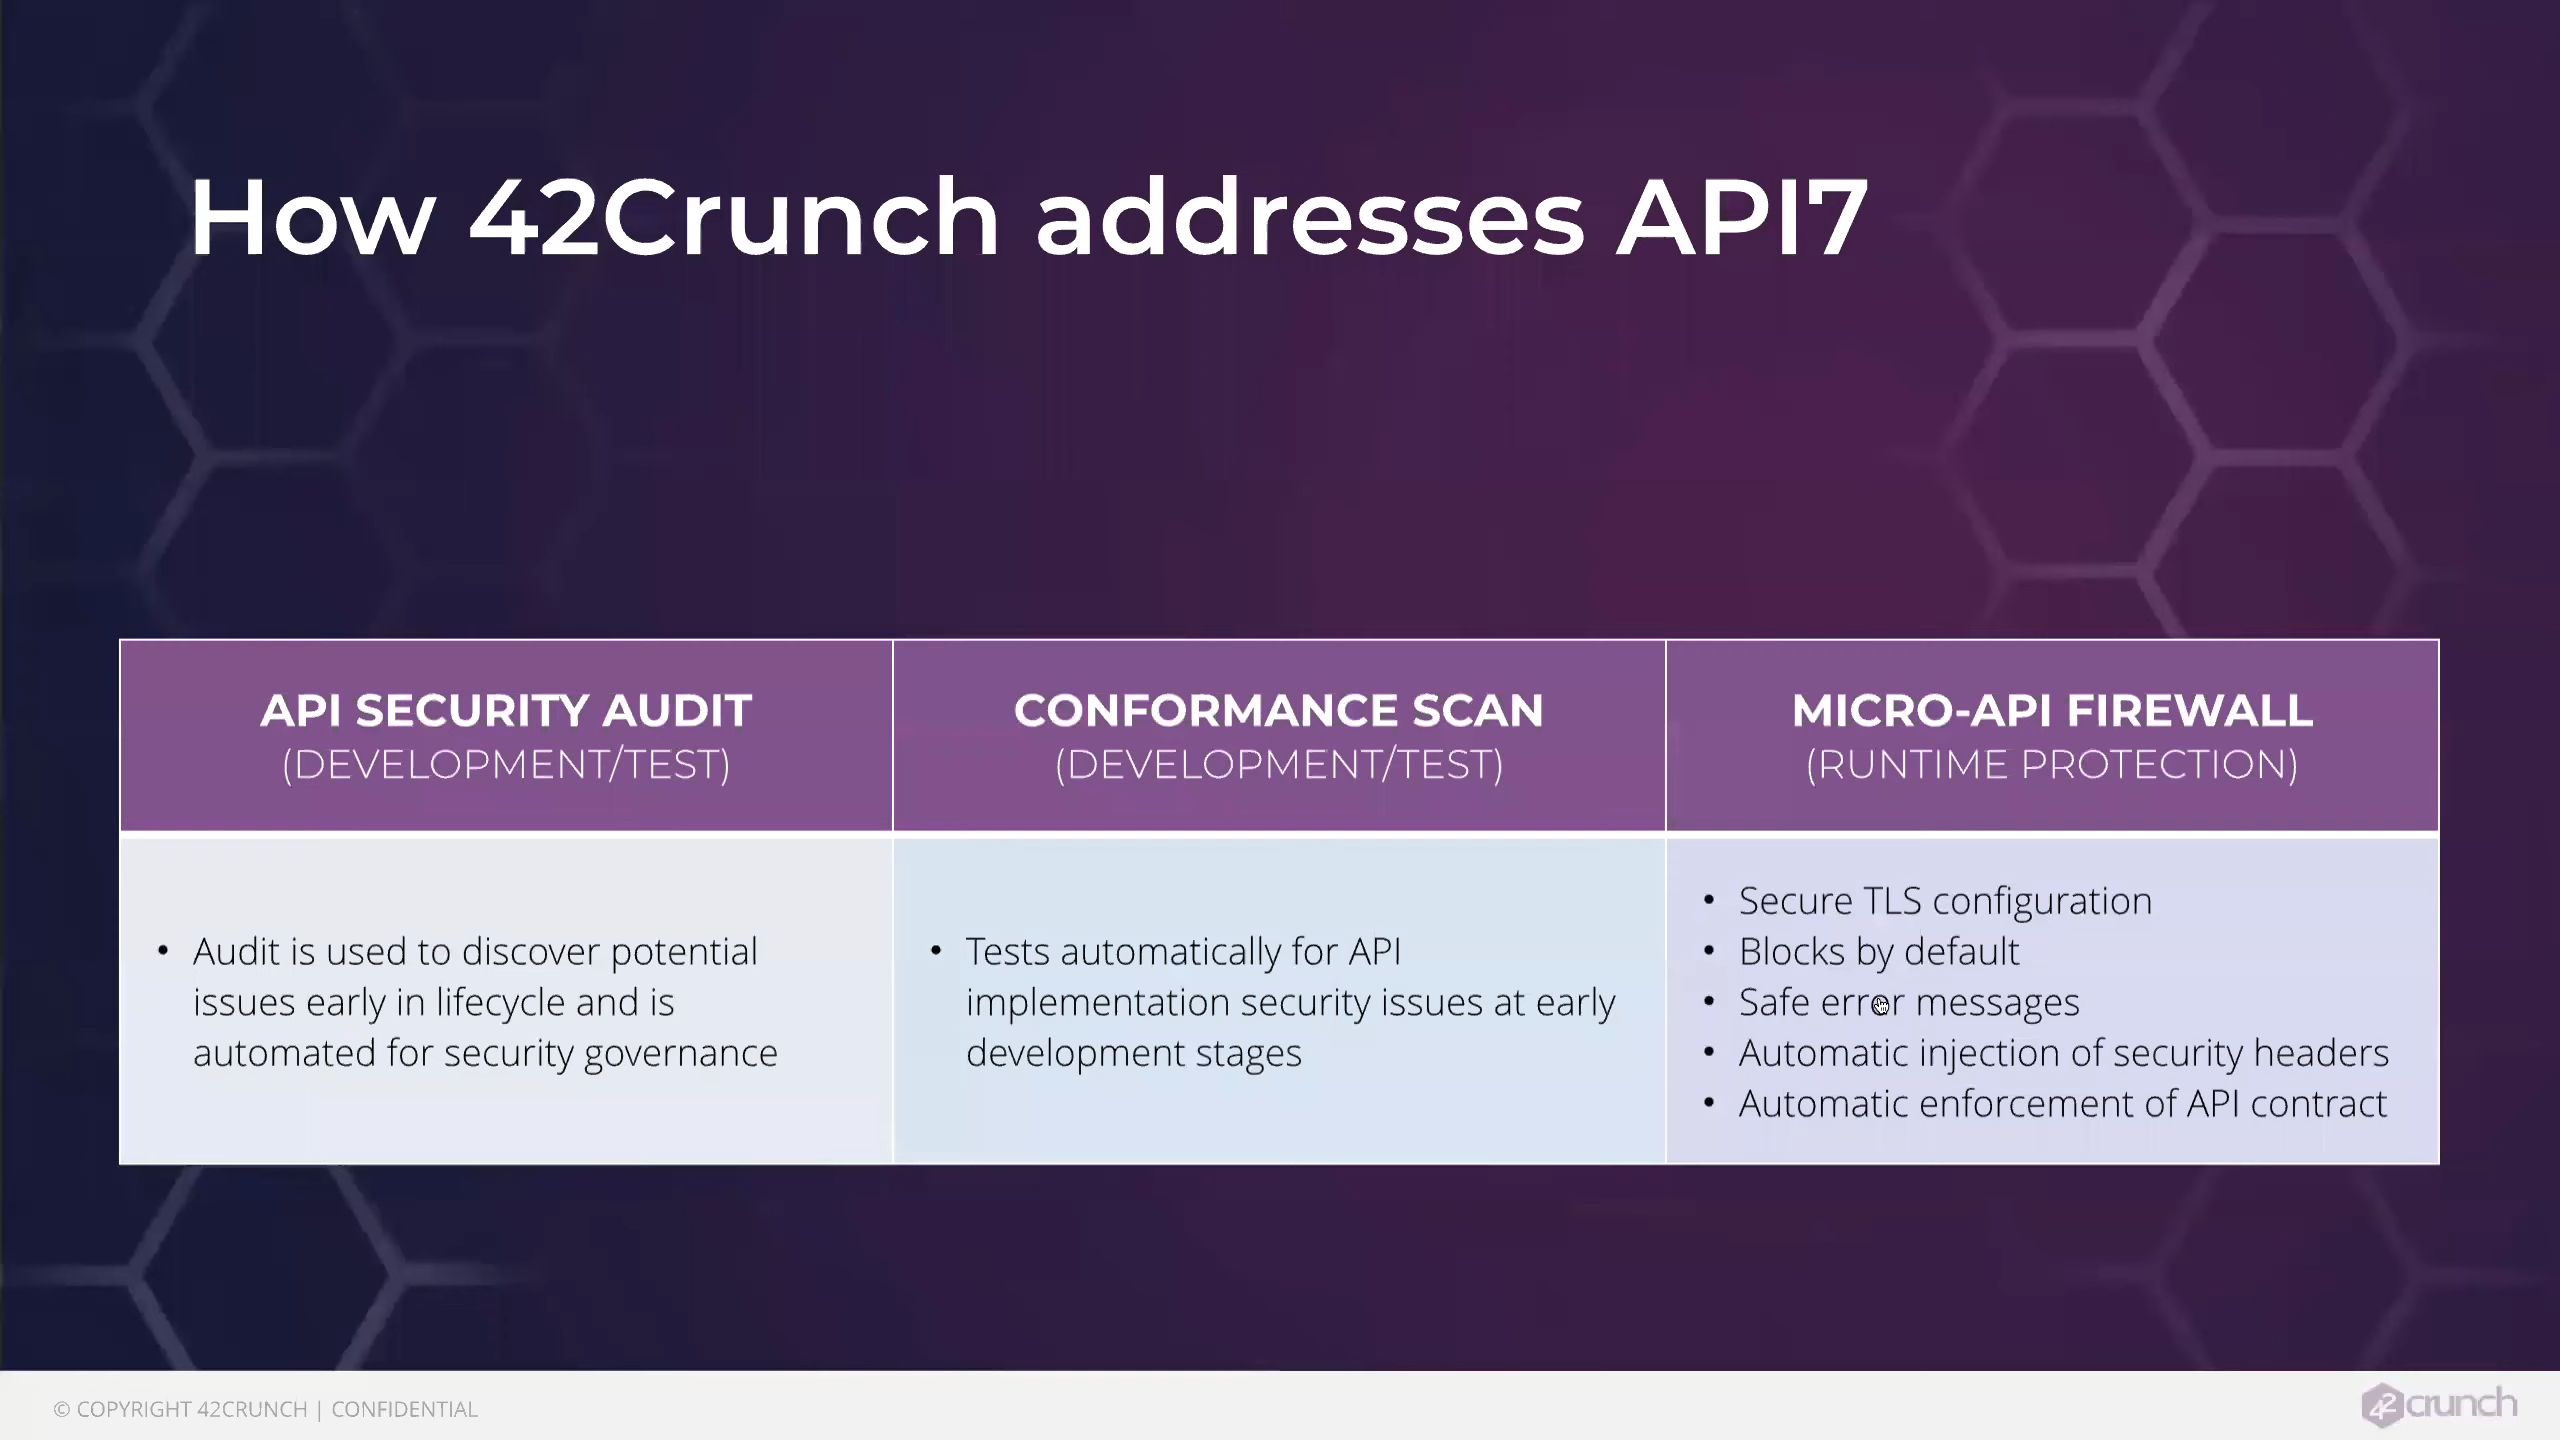 How 42Crunch addresses API7
API SECURITY AUDIT
(DEVELOPMENT/TEST)
CONFORMANCE SCAN
(DEVELOPMENT/TEST)
MICRO-API FIREWALL
(RUNTIME PROTECTION)
• Audit is used to discover potential
issues early in lifecycle and is
automated for security governance
• Tests automatically for API
implementation security issues at early
development stages
• Secure TLS configuration
• Blocks by default
• Safe error messages
• Automatic injection of security headers
• Automatic enforcement of API contract
© COPYRIGHT 42CRUNCH | CONFIDENTIAL
42crunch